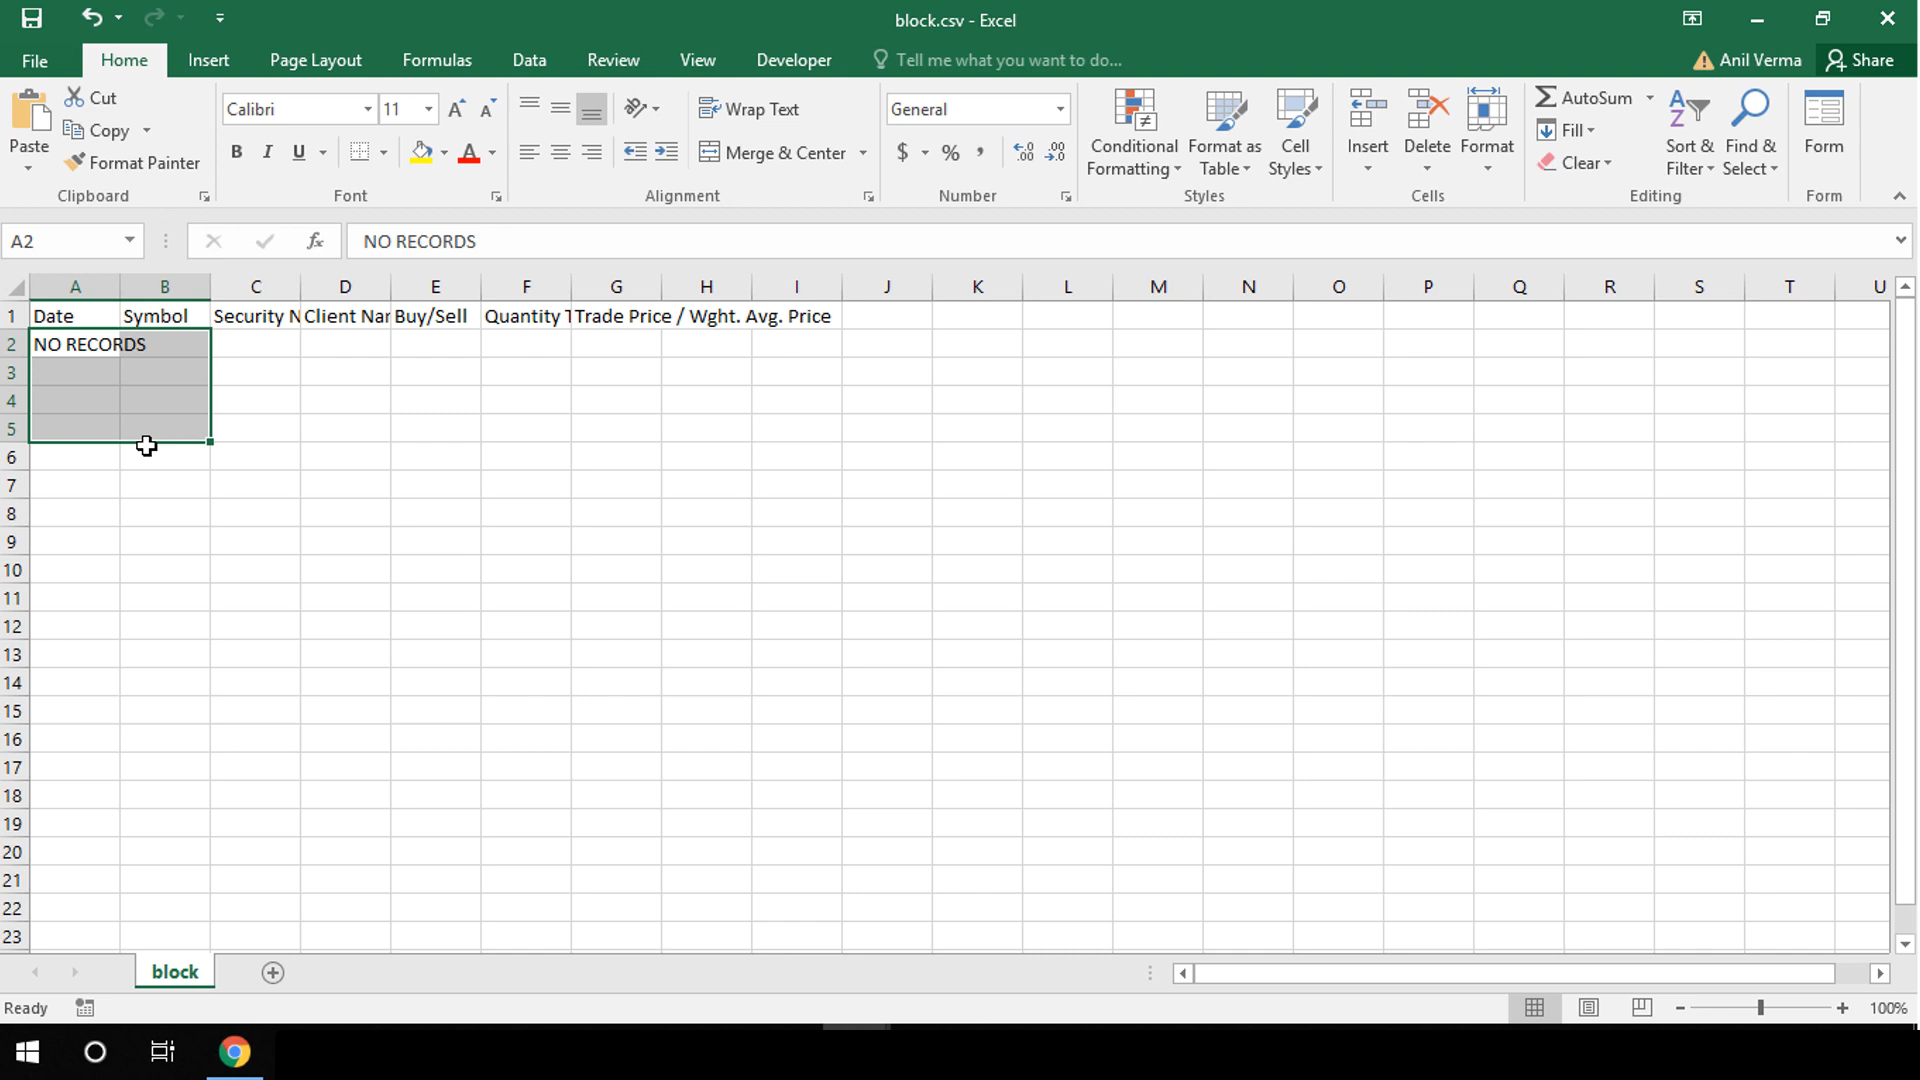 block.csv - Excel
File Home Insert Page Layout Formulas Data Review View Developer Tell me what you want to do... Anil Verma Share
Paste
Cut
Copy
Format Painter
Clipboard
Calibri 11
B I U A
Font
Wrap Text
Merge & Center
Alignment
General
$ % ,
Number
Conditional Formatting
Format as Table
Cell Styles
Styles
Insert Delete Format
Cells
AutoSum
Fill
Clear
Sort & Filter
Find & Select
Editing
Form
Form
A2 fx NO RECORDS
A B C D E F G H I J K L M N O P Q R S T U
1 Date Symbol Security N Client Nar Buy/Sell Quantity T Trade Price / Wght. Avg. Price
2 NO RECORDS
3
4
5
6
7
8
9
10
11
12
13
14
15
16
17
18
19
20
21
22
23
block
Ready 100%